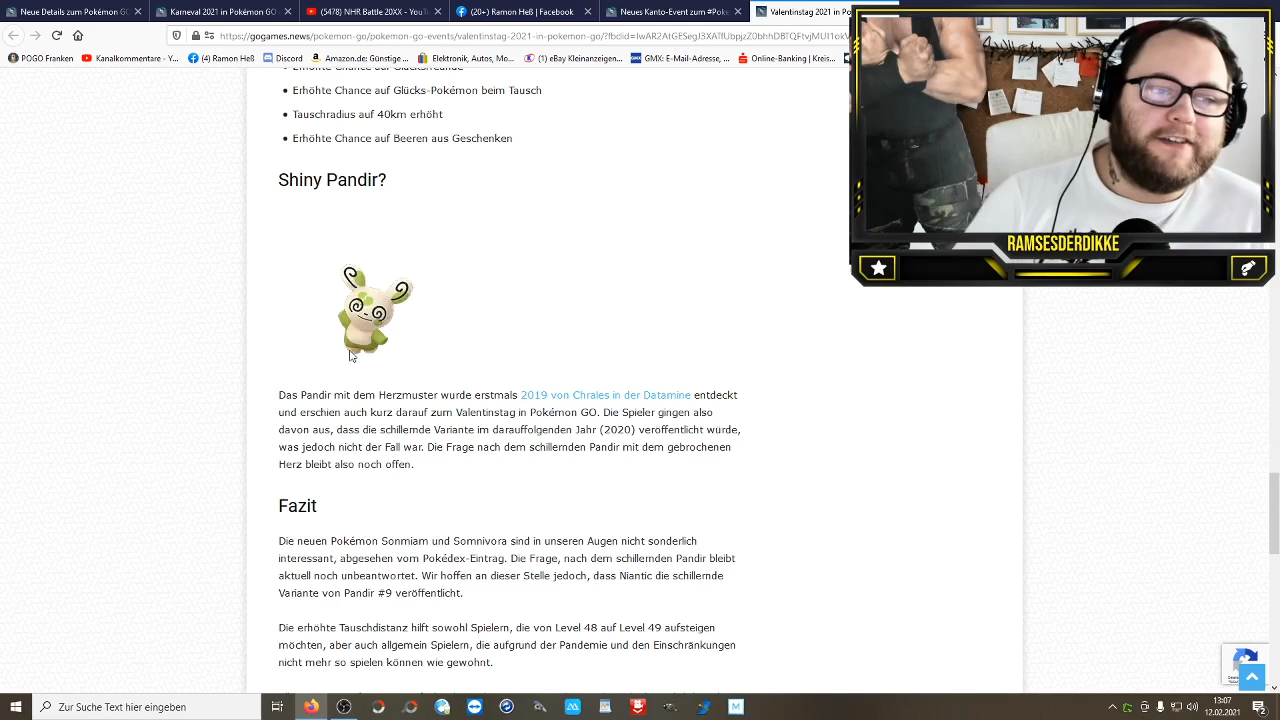 Neue Details zum Pokémon GO
Karneval 2021 in Pokémon GO
(5478) NHR Battle 20XX - YouTu
(20+) Ramon Heß | Facebook
Neues Kanto-Event zum #Poke
Valentinstag 2021 in Po
POGO Franken
Kanalkommentare - Y...
(4) Ramon Heß
Discord
Amazon.de: Günstige ...
Elektronik, Autos, Mo...
(1) eBay Kleinanzeigen...
GMX: E-Mail-Adresse, ...
Online-Banking | Kreis...
• Erhöhte Chance auf Glücks-Pokémon beim Tausch
• Tauschradius auf 40km erhöht
• Erhöhte Chance auf Beeren aus Geschenken
Shiny Pandir?
RAMSESDERDIKKE
Das Pandir mit dem Herzmuster wurde erstmals 2019 von Chrales in der Datamine entdeckt
und erschien auch kurz darauf zum Valentinstag in Pokémon GO. Die Spieler gingen also
davon aus, dass die schillernde Variante im darauffolgenden Jahr (2020) veröffentlicht würde,
was jedoch nicht der Fall war. Die Frage nach dem schillernden Pandir mit dem gebrochenen
Herz bleibt also noch offen.
Fazit
Die neuen Pokémon Sonmiam und Somnivora sind in unseren Augen nicht sonderlich
interessant, abgesehen vom Pokédex-Eintrag. Die Frage, nach dem schillernden Pandir bleibt
aktuell noch unbeantwortet. Wir hoffen an dieser Stelle jedoch, dass Niantic die schillernde
Variante von Pandir #9 veröffentlicht.
Die erhöhte Tauschdistanz hilft sowohl Spielern, die von Level 48 auf Level 49 aufsteigen
möchten, aber auch allgemein Spielern, die aufgrund der Pandemie und den Einschränkungen
nicht mehr so spielen können wie gewohnt.
Zur Suche Text hier eingeben
13:07
12.02.2021
2